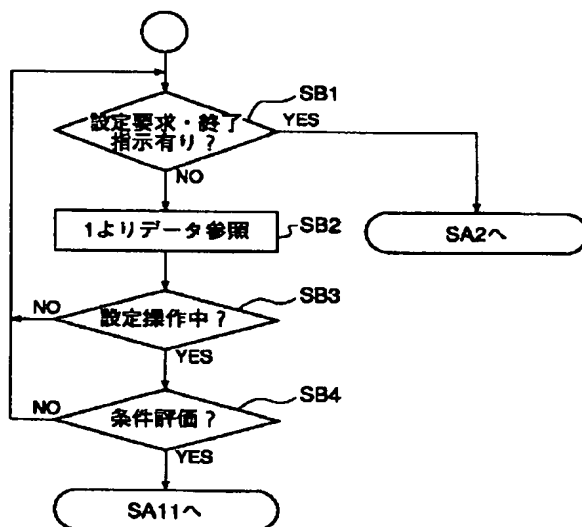 SB1
設定要求・終了
指示有り？
YES
NO
1よりデータ参照
SB2
SA2へ
SB3
NO
設定操作中？
YES
SB4
NO
条件評価？
YES
SA11へ